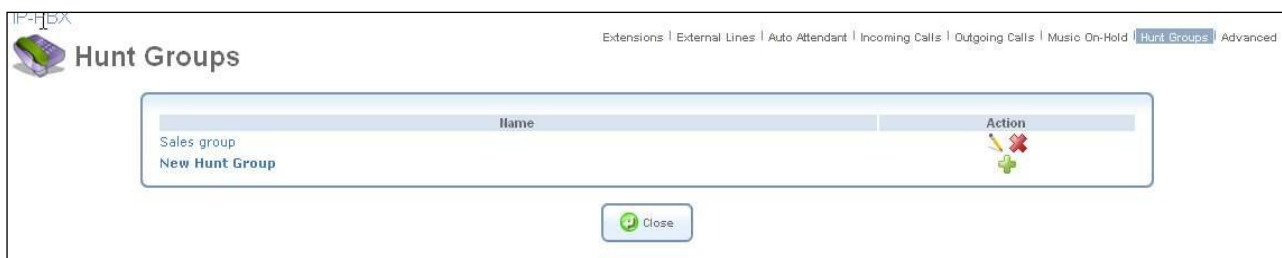 IP-PBX
Extensions | External Lines | Auto Attendant | Incoming Calls | Outgoing Calls | Music On-Hold | Hunt Groups | Advanced
Hunt Groups
Name Action
Sales group
New Hunt Group
Close